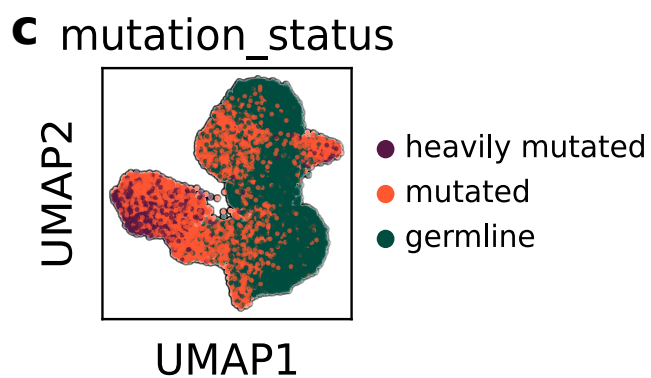 c mutation_status
UMAP2
heavily mutated
mutated
germline
UMAP1